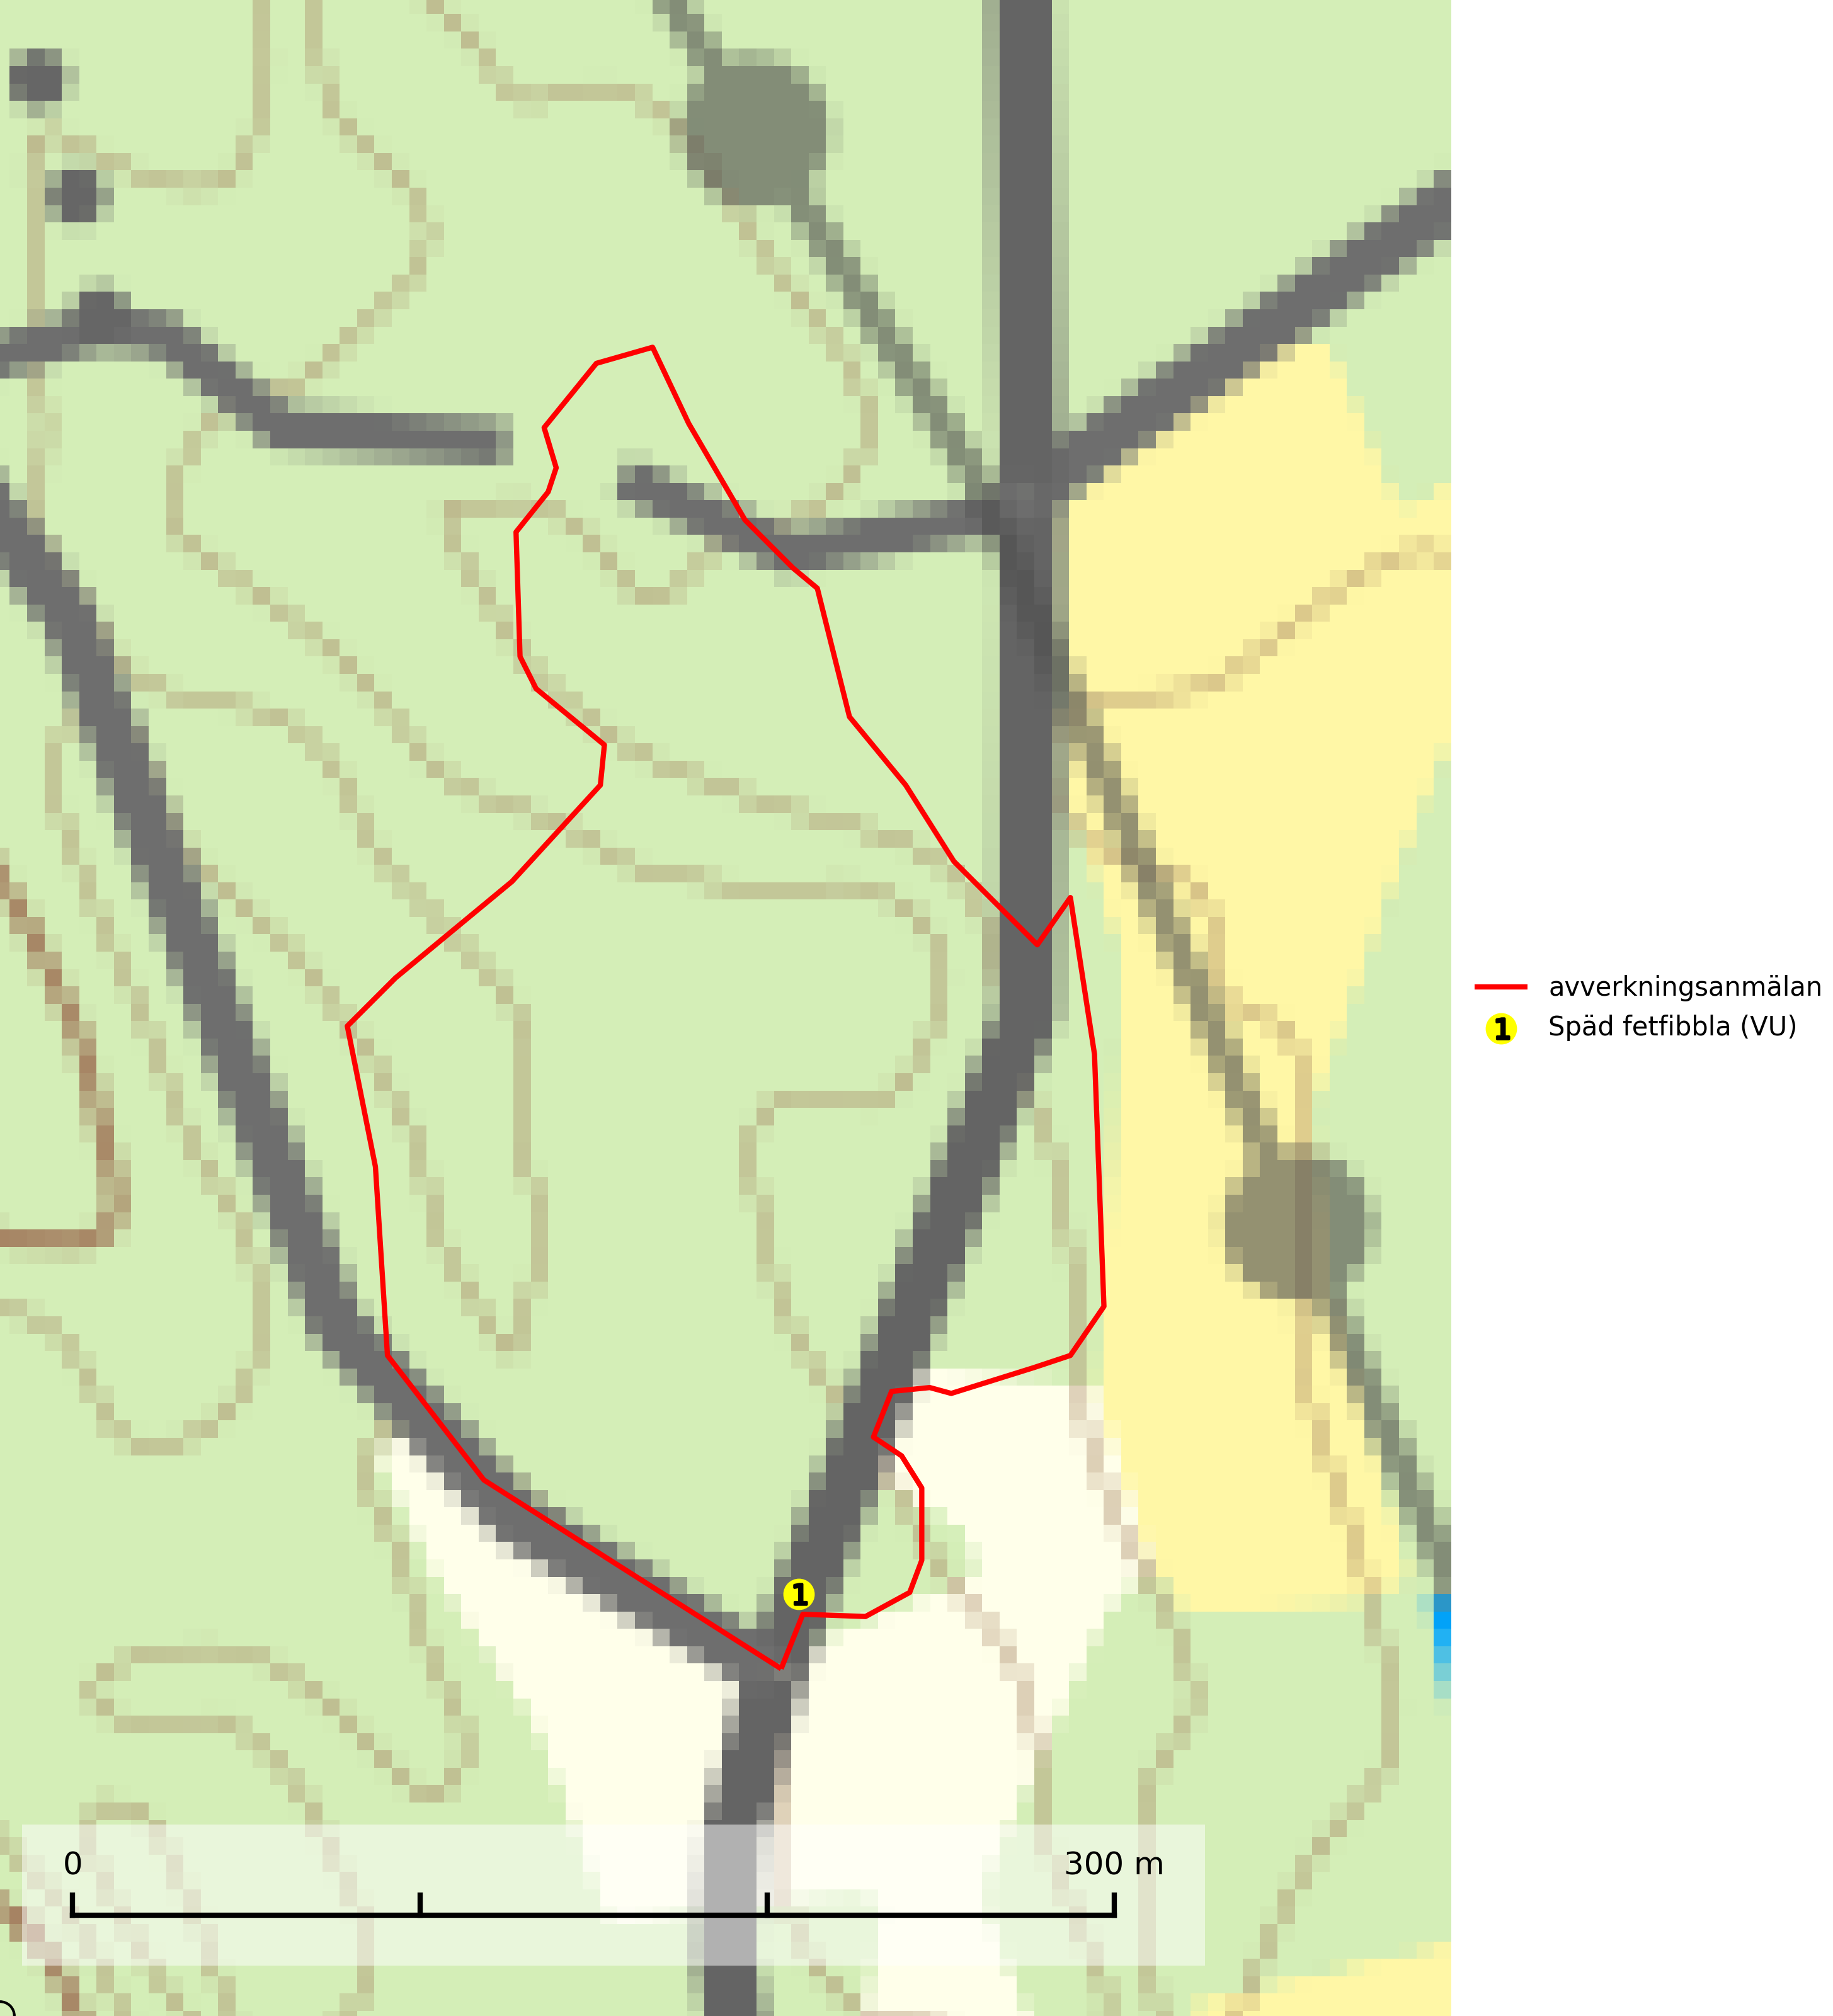 avverkningsanmälan
1 Späd fetfibbla (VU)
1
0 300 m